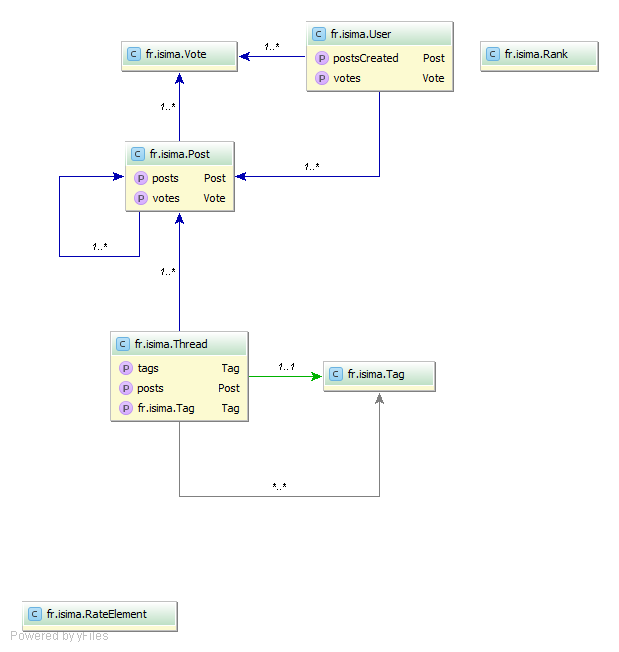 fr.isima.Vote
1..*
C fr.isima.User
P postsCreated Post
P votes Vote
C fr.isima.Rank
1..*
C fr.isima.Post
P posts Post
P votes Vote
1..*
1..*
1..*
C fr.isima.Thread
P tags Tag
P posts Post
P fr.isima.Tag Tag
1..1
C fr.isima.Tag
*..*
C fr.isima.RateElement
Powered by yFiles